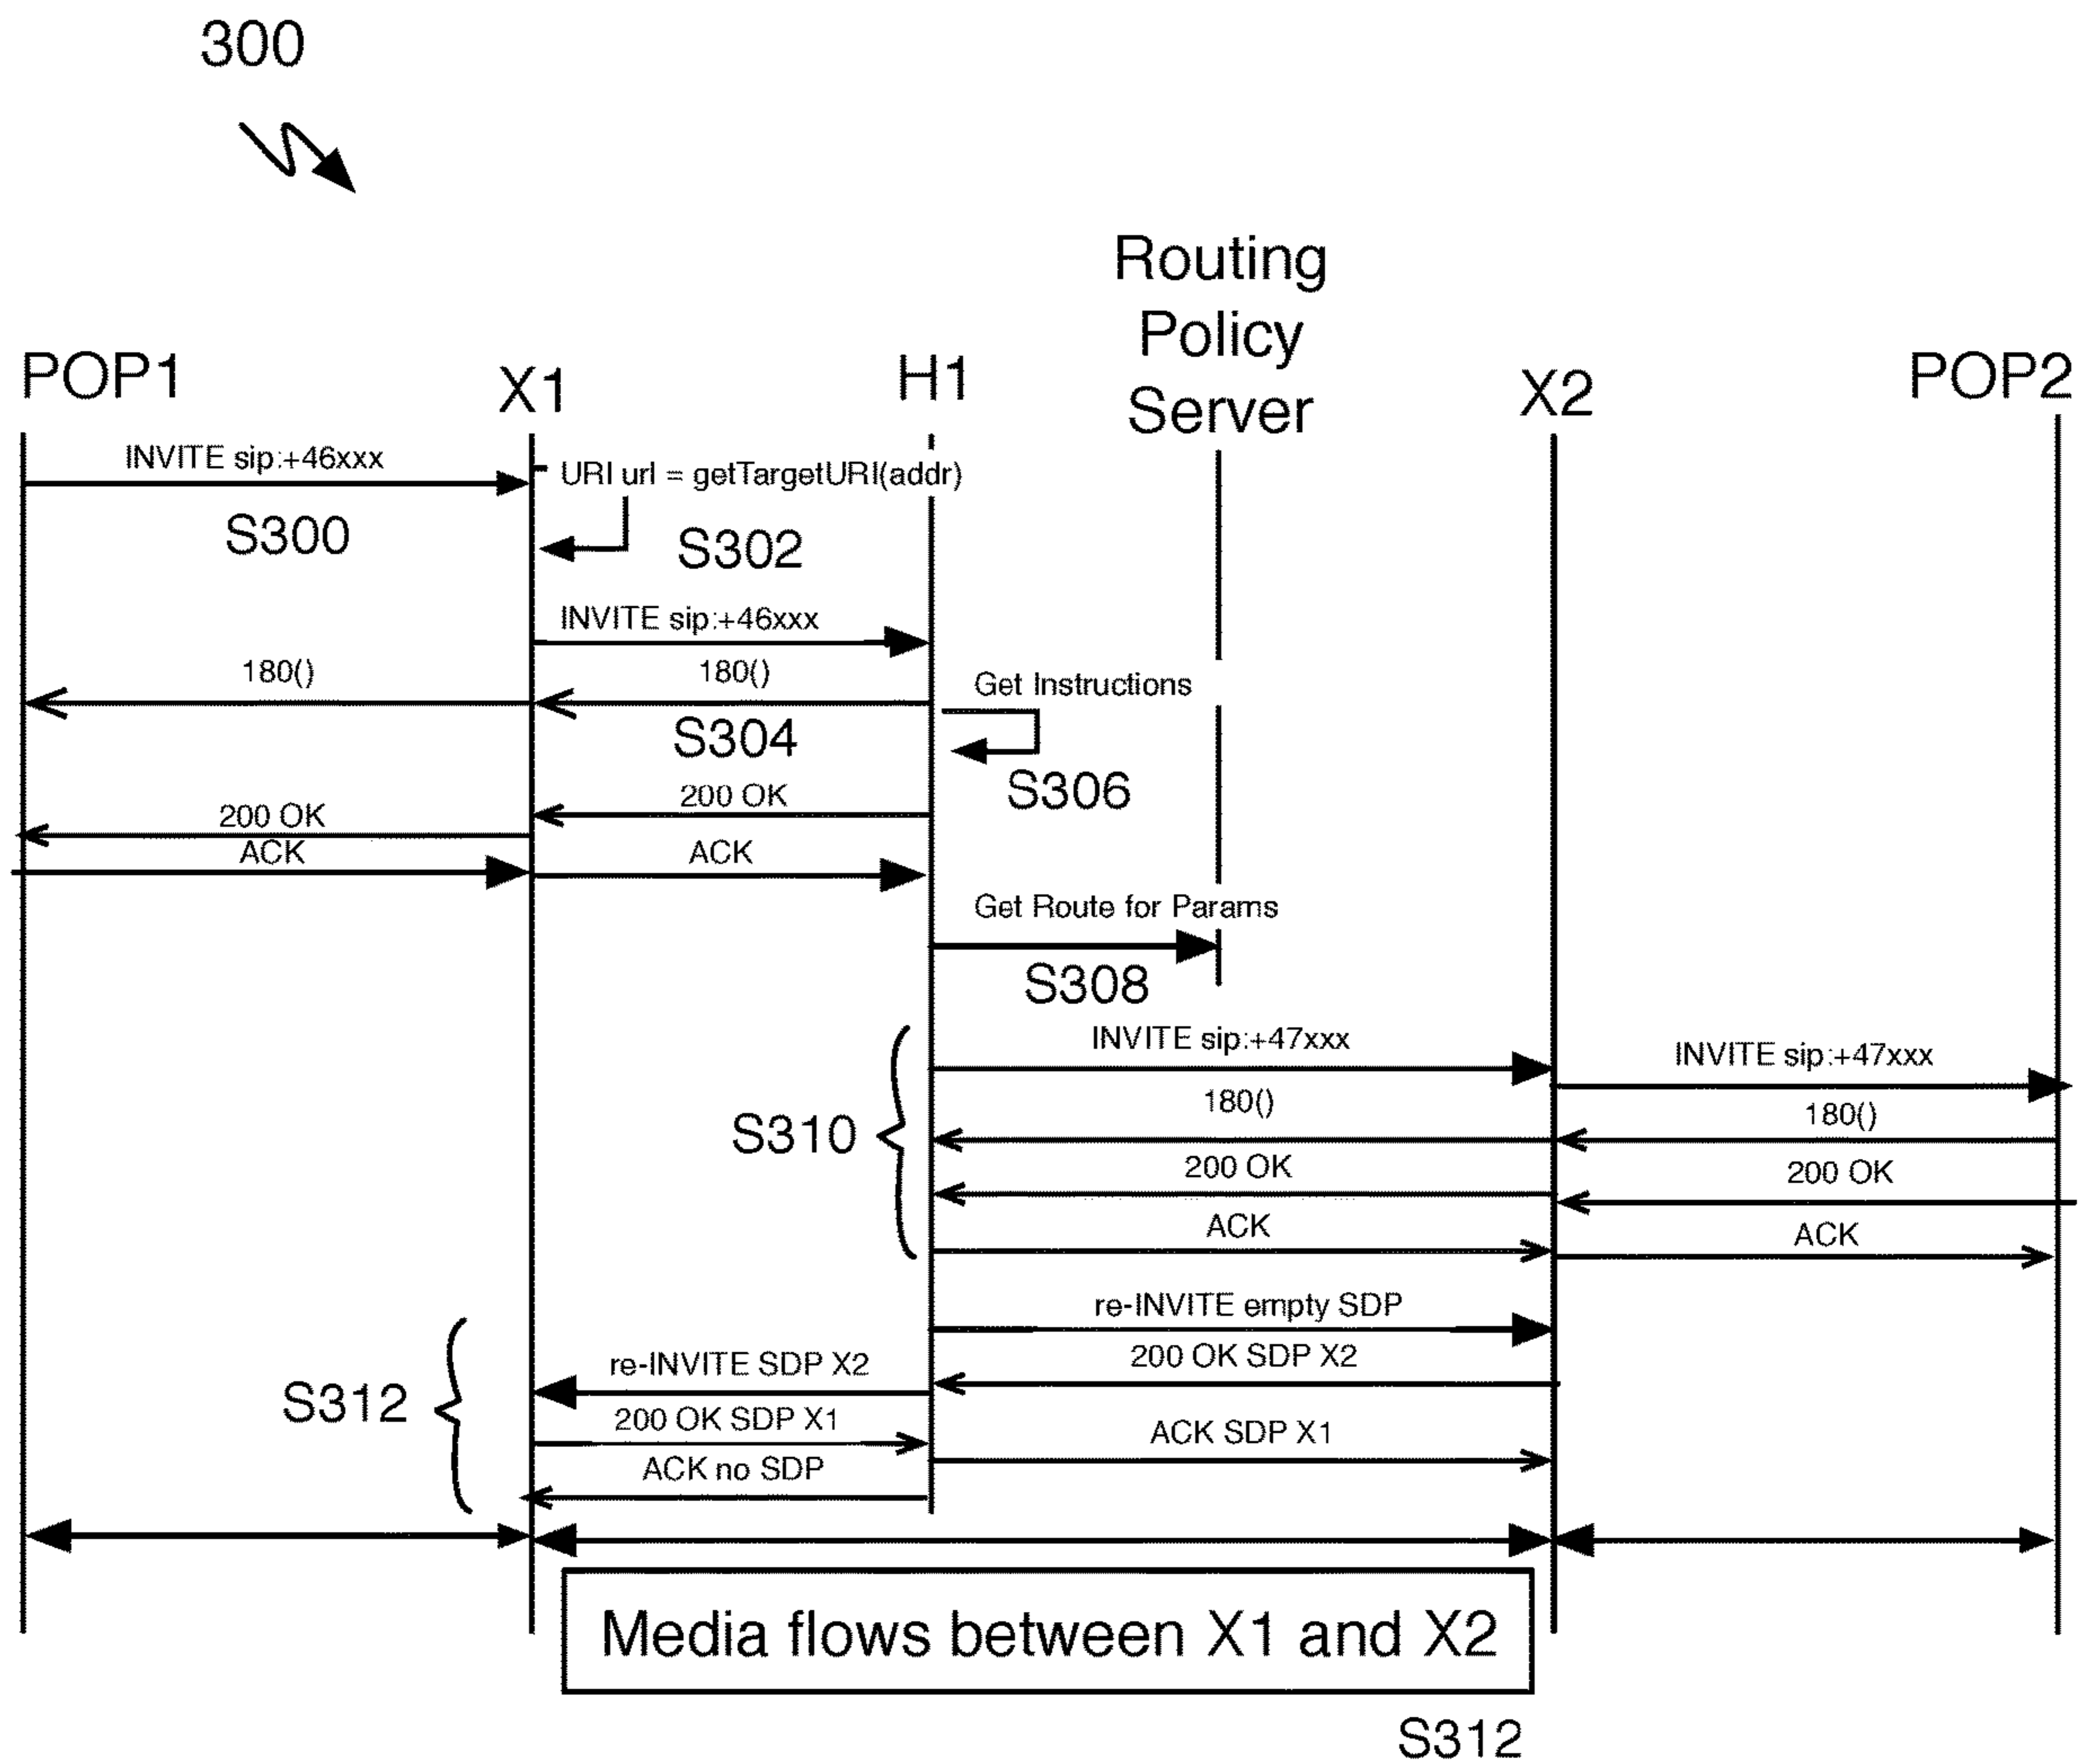 300
Routing
Policy
Server
POP1
X1
H1
X2
POP2
INVITE sip:+46xxx
URI url = getTargetURI(addr)
S300
S302
INVITE sip:+46xxx
180()
180()
Get Instructions
S304
S306
200 OK
200 OK
ACK
ACK
Get Route for Params
S308
INVITE sip:+47xxx
INVITE sip:+47xxx
180()
180()
S310
200 OK
200 OK
ACK
ACK
re-INVITE empty SDP
200 OK SDP X2
re-INVITE SDP X2
S312
200 OK SDP X1
ACK SDP X1
ACK no SDP
Media flows between X1 and X2
S312